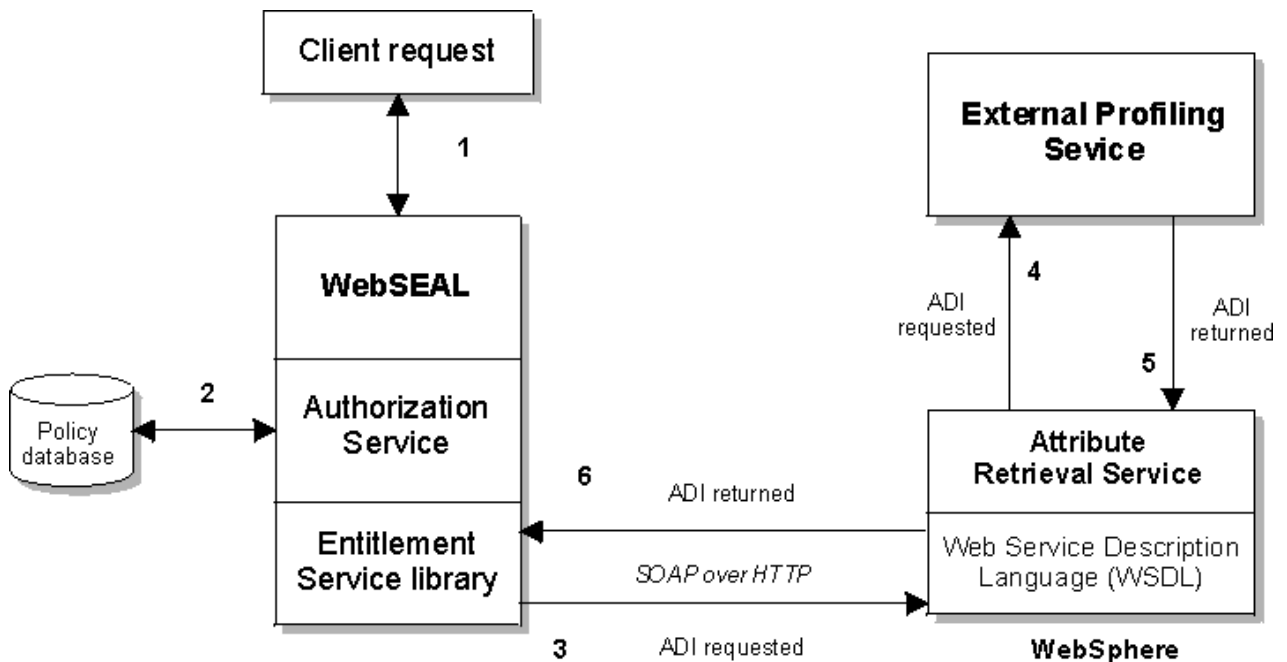 Client request
1
WebSEAL
Authorization
Service
Entitlement
Service library
2
Policy
database
External Profiling
Sevice
4
ADI
requested
ADI
returned
5
Attribute
Retrieval Service
Web Service Description
Language (WSDL)
WebSphere
6
ADI returned
SOAP over HTTP
3
ADI requested